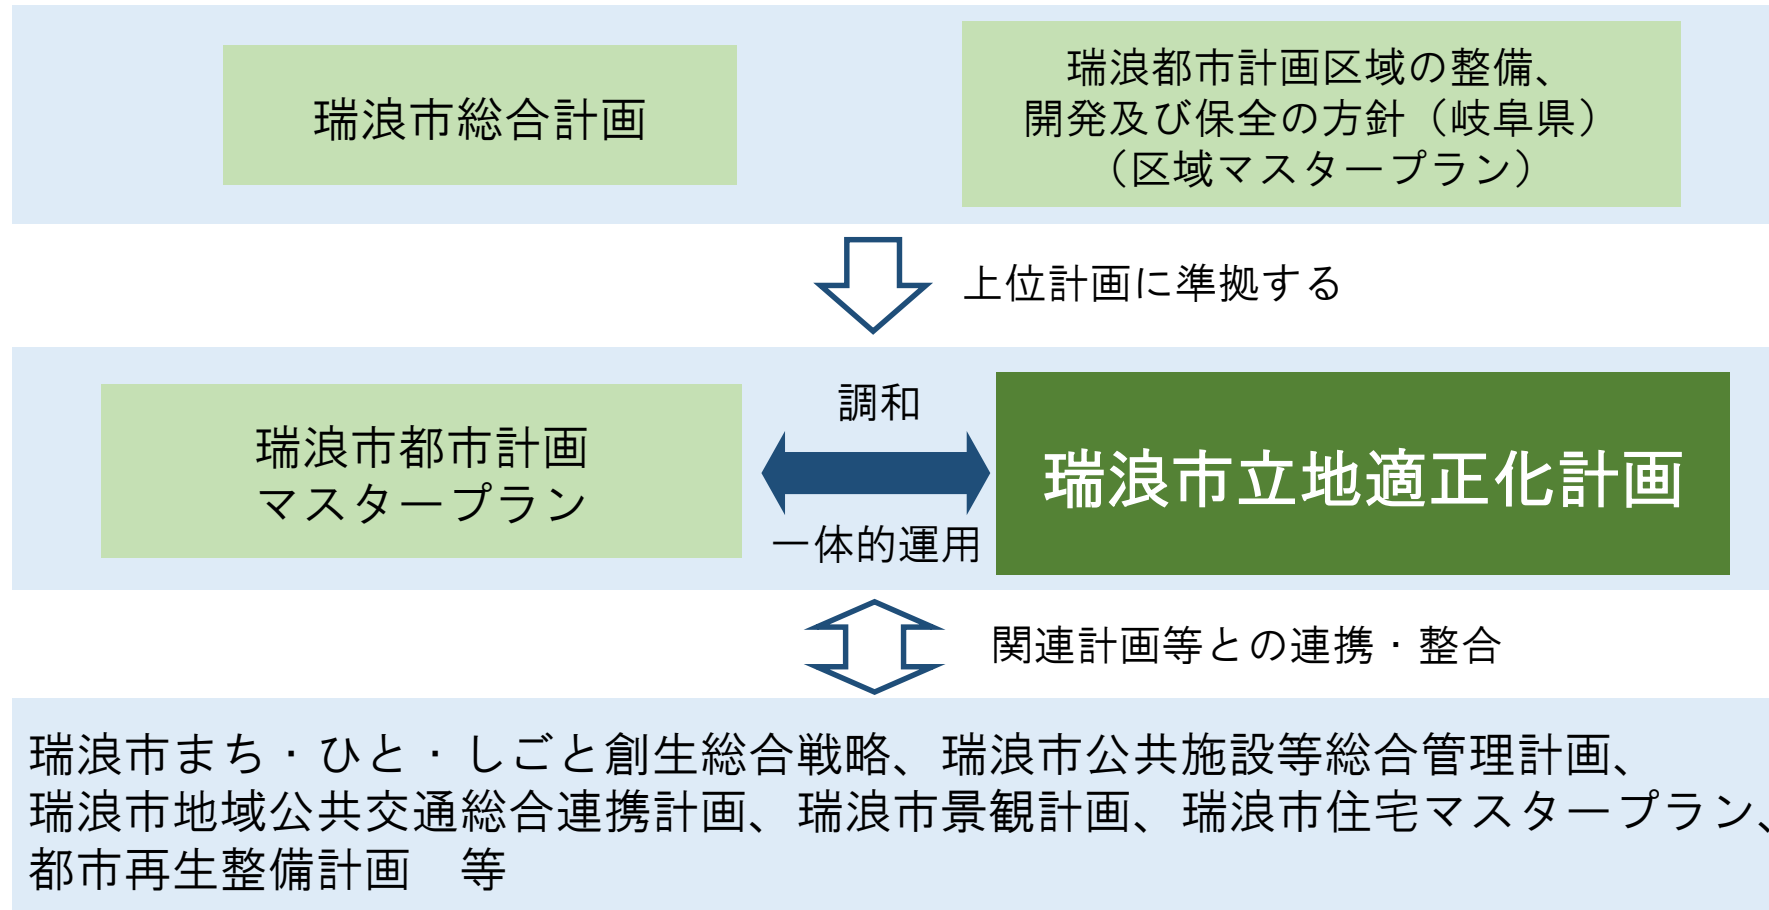 瑞浪市総合計画
瑞浪都市計画区域の整備、
開発及び保全の方針（岐阜県）
（区域マスタープラン）
上位計画に準拠する
瑞浪市都市計画
マスタープラン
調和
一体的運用
瑞浪市立地適正化計画
関連計画等との連携・整合
瑞浪市まち・ひと・しごと創生総合戦略、瑞浪市公共施設等総合管理計画、
瑞浪市地域公共交通総合連携計画、瑞浪市景観計画、瑞浪市住宅マスタープラン、
都市再生整備計画　等